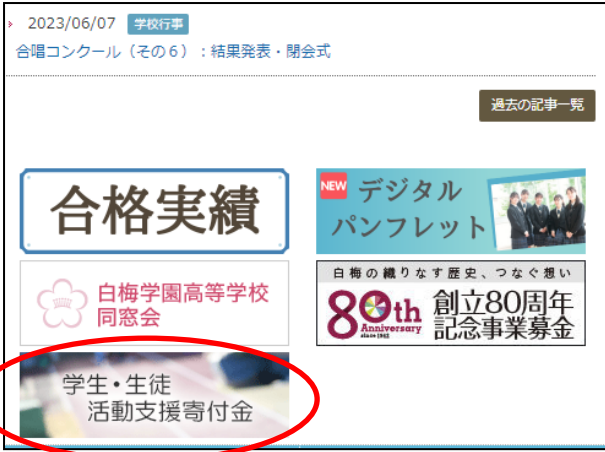 2023/06/07 学校行事
合唱コンクール（その６）：結果発表・閉会式
過去の記事一覧
合格実績
NEW デジタル
パンフレット
白梅学園高等学校
同窓会
白梅の織りなす歴史、つなぐ想い
80th 創立80周年
Anniversary 記念事業募金
since 1942
学生・生徒
活動支援寄付金